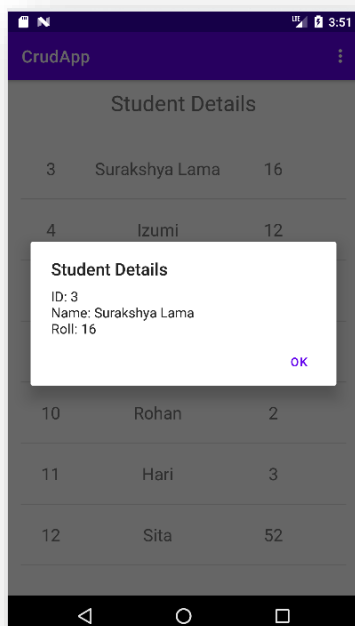 LTE 3:51
CrudApp
Student Details
3 Surakshya Lama 16
4 Izumi 12
Student Details
ID: 3
Name: Surakshya Lama
Roll: 16
OK
10 Rohan 2
11 Hari 3
12 Sita 52